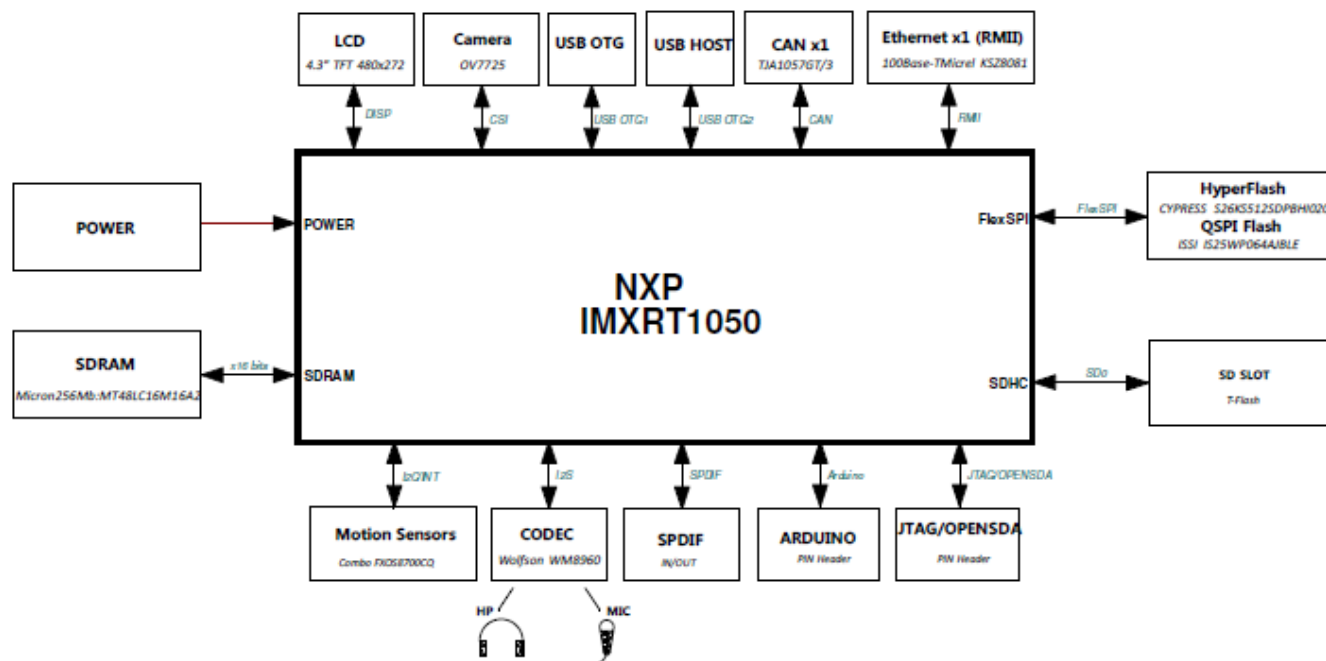 LCD
4.3" TFT 480x272
Camera
OV7725
USB OTG
USB HOST
CAN x1
TJA1057GT/3
Ethernet x1 (RMII)
100Base-TMicrel KSZ8081
DISP
CSI
USB OTG1
USB OTG2
CAN
RMII
POWER
POWER
FlexSPI
FlexSPI
HyperFlash
CYPRESS S26KS512SDPBHI020
QSPI Flash
ISSI IS25WP064AJBLE
NXP
IMXRT1050
SDRAM
Micron256Mb:MT48LC16M16A2
x16 bits
SDRAM
SDHC
SD0
SD SLOT
T-Flash
I2C/INT
I2S
SPDIF
Arduino
JTAG/OPENSDA
Motion Sensors
Combo FXOS8700CQ
CODEC
Wolfson WM8960
SPDIF
IN/OUT
ARDUINO
PIN Header
JTAG/OPENSDA
PIN Header
HP
MIC